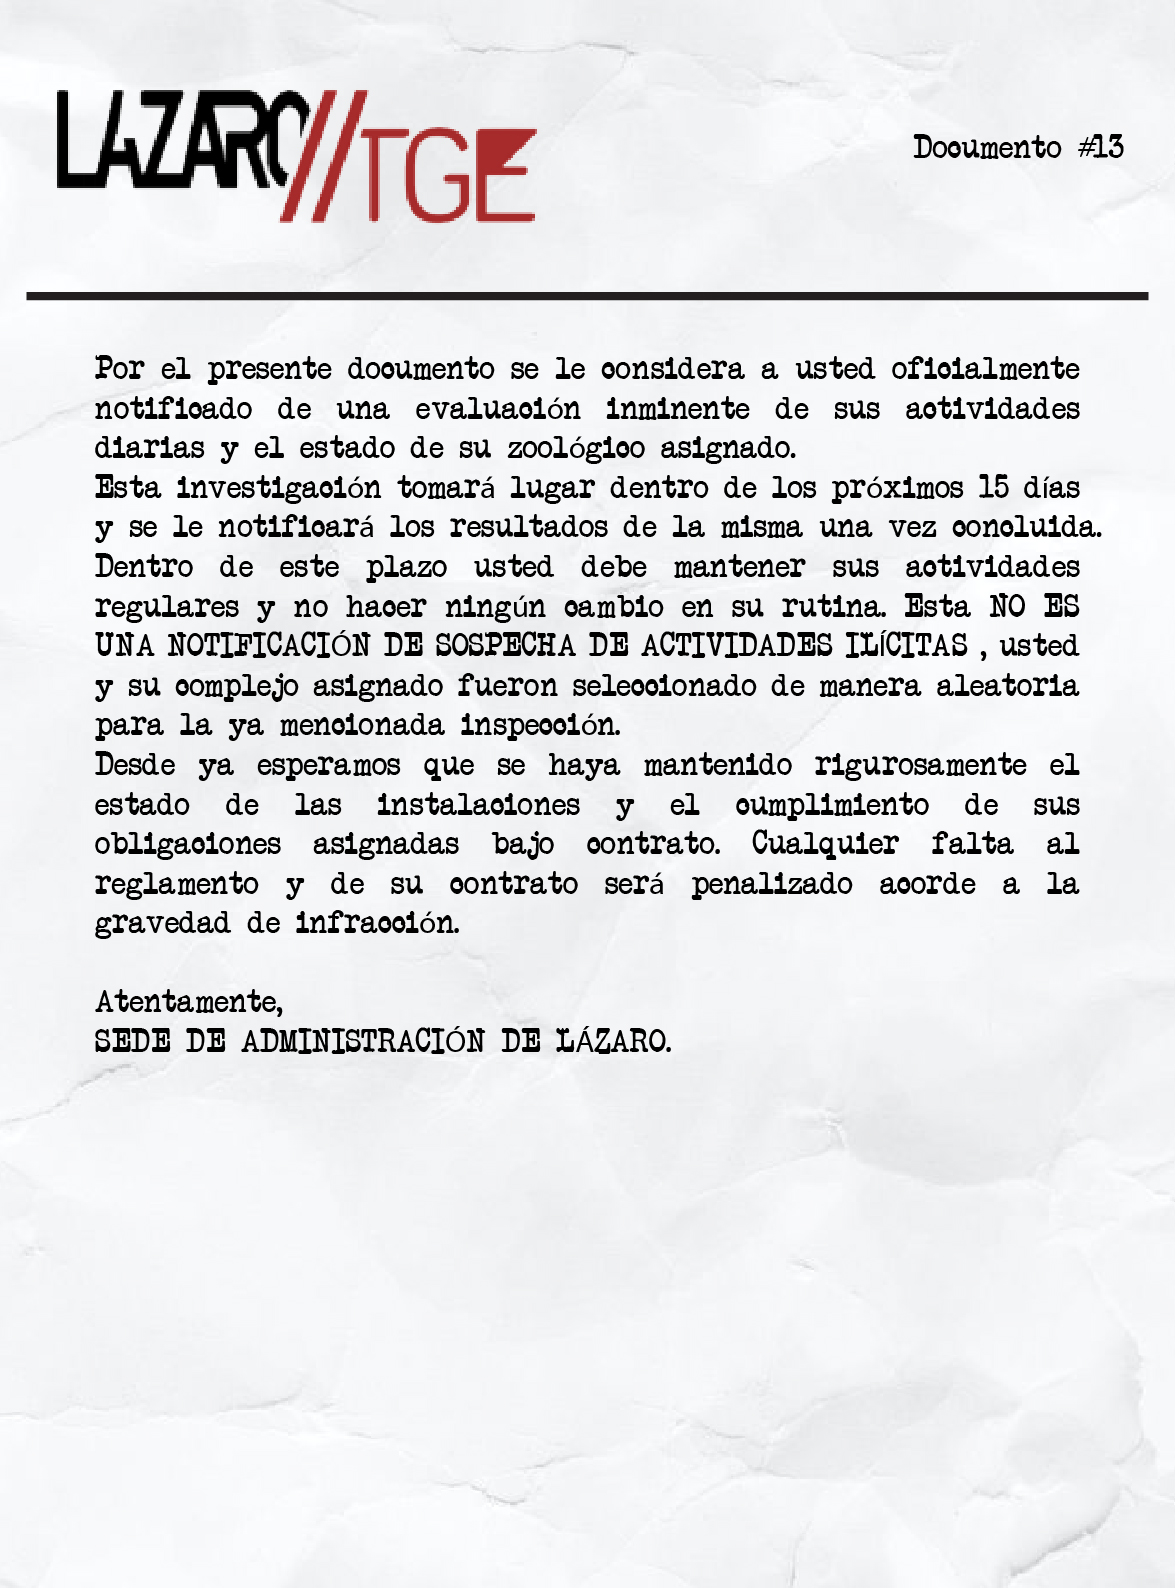 LAZARO//TGE
Documento #13
Por el presente documento se le considera a usted oficialmente
notificado de una evaluación inminente de sus actividades
diarias y el estado de su zoológico asignado.
Esta investigación tomará lugar dentro de los próximos 15 días
y se le notificará los resultados de la misma una vez concluida.
Dentro de este plazo usted debe mantener sus actividades
regulares y no hacer ningún cambio en su rutina. Esta NO ES
UNA NOTIFICACIÓN DE SOSPECHA DE ACTIVIDADES ILÍCITAS , usted
y su complejo asignado fueron seleccionado de manera aleatoria
para la ya mencionada inspección.
Desde ya esperamos que se haya mantenido rigurosamente el
estado de las instalaciones y el cumplimiento de sus
obligaciones asignadas bajo contrato. Cualquier falta al
reglamento y de su contrato será penalizado acorde a la
gravedad de infracción.
Atentamente,
SEDE DE ADMINISTRACIÓN DE LÁZARO.